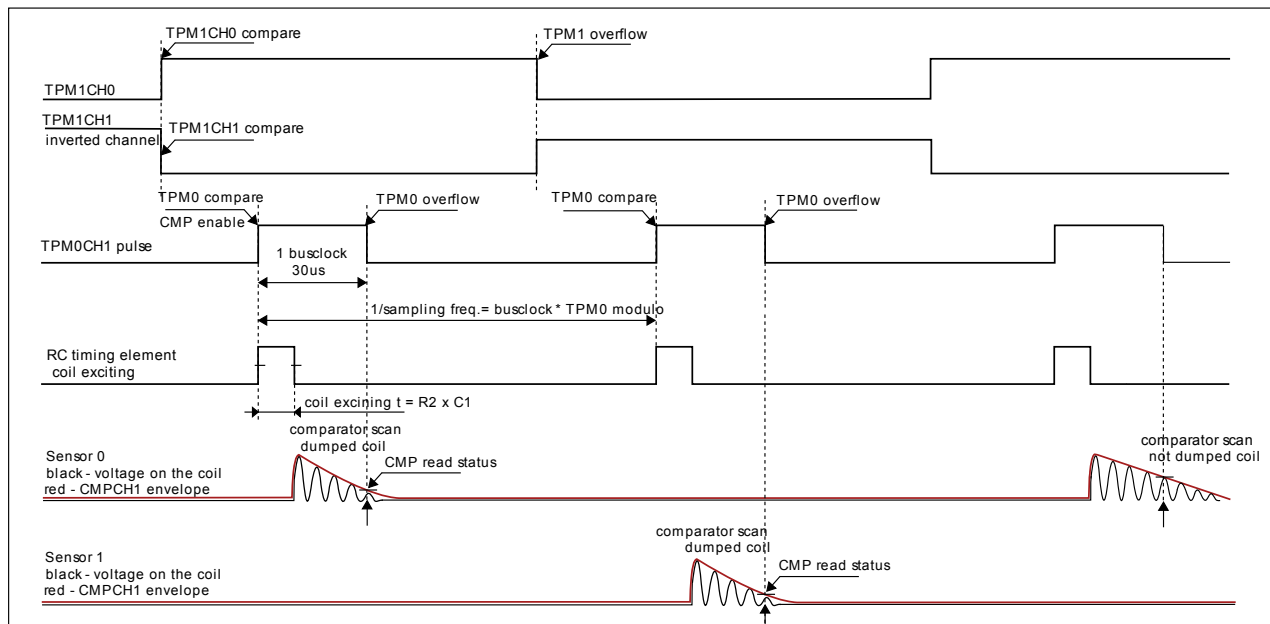 TPM1CH0 compare
TPM1 overflow
TPM1CH0
TPM1CH1
inverted channel
TPM1CH1 compare
TPM0 compare
CMP enable
TPM0 overflow
TPM0 compare
TPM0 overflow
TPM0CH1 pulse
1 busclock
30us
1/sampling freq.= busclock * TPM0 modulo
RC timing element
coil exciting
coil excining t = R2 x C1
comparator scan
dumped coil
CMP read status
comparator scan
not dumped coil
Sensor 0
black - voltage on the coil
red - CMPCH1 envelope
comparator scan
dumped coil
CMP read status
Sensor 1
black - voltage on the coil
red - CMPCH1 envelope